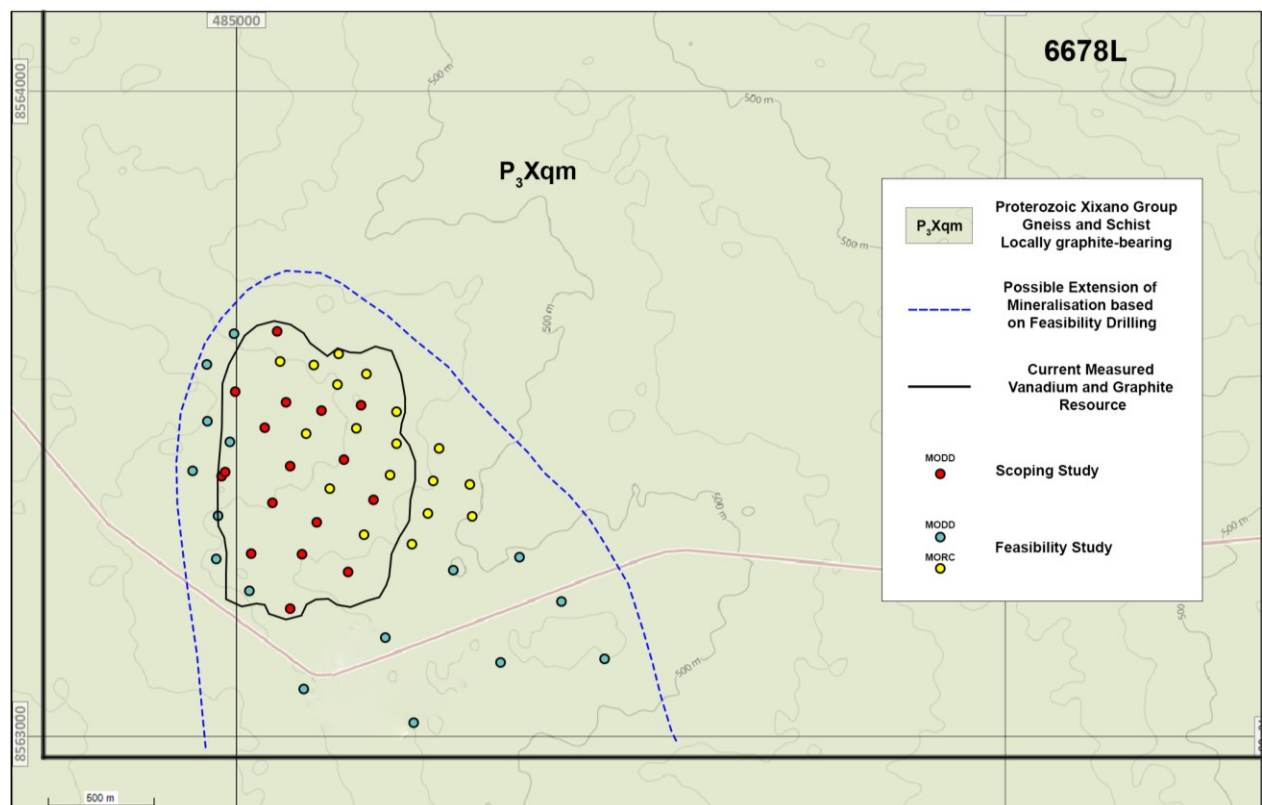 485000
6678L
8564000
500 m
500 m
P₃Xqm
500 m
500 m
P₃Xqm
Proterozoic Xixano Group
Gneiss and Schist
Locally graphite-bearing
Possible Extension of
Mineralisation based
on Feasibility Drilling
Current Measured
Vanadium and Graphite
Resource
MODD
Scoping Study
MODD
MORC
Feasibility Study
500 m
500 m
500
500 m
8563000
500 m